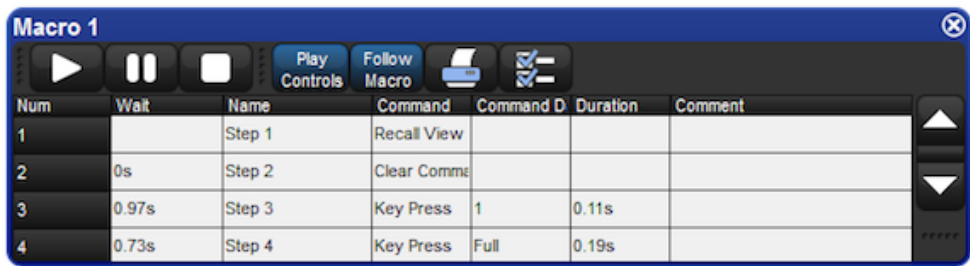 Macro 1
Play Controls
Follow Macro
Num Wait Name Command Command D Duration Comment
1 Step 1 Recall View
2 0s Step 2 Clear Comma
3 0.97s Step 3 Key Press 1 0.11s
4 0.73s Step 4 Key Press Full 0.19s